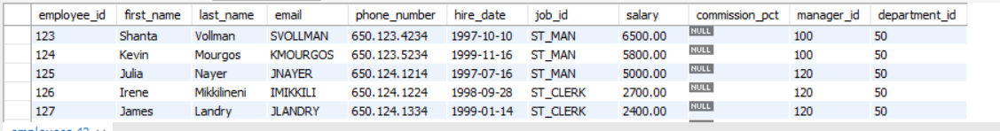 employee_id first_name last_name email phone_number hire_date job_id salary commission_pct manager_id department_id
123 Shanta Vollman SVOLLMAN 650.123.4234 1997-10-10 ST_MAN 6500.00 NULL 100 50
124 Kevin Mourgos KMOURGOS 650.123.5234 1999-11-16 ST_MAN 5800.00 NULL 100 50
125 Julia Nayer JNAYER 650.124.1214 1997-07-16 ST_MAN 5000.00 NULL 120 50
126 Irene Mikkilineni IMIKKILI 650.124.1224 1998-09-28 ST_CLERK 2700.00 NULL 120 50
127 James Landry JLANDRY 650.124.1334 1999-01-14 ST_CLERK 2400.00 NULL 120 50